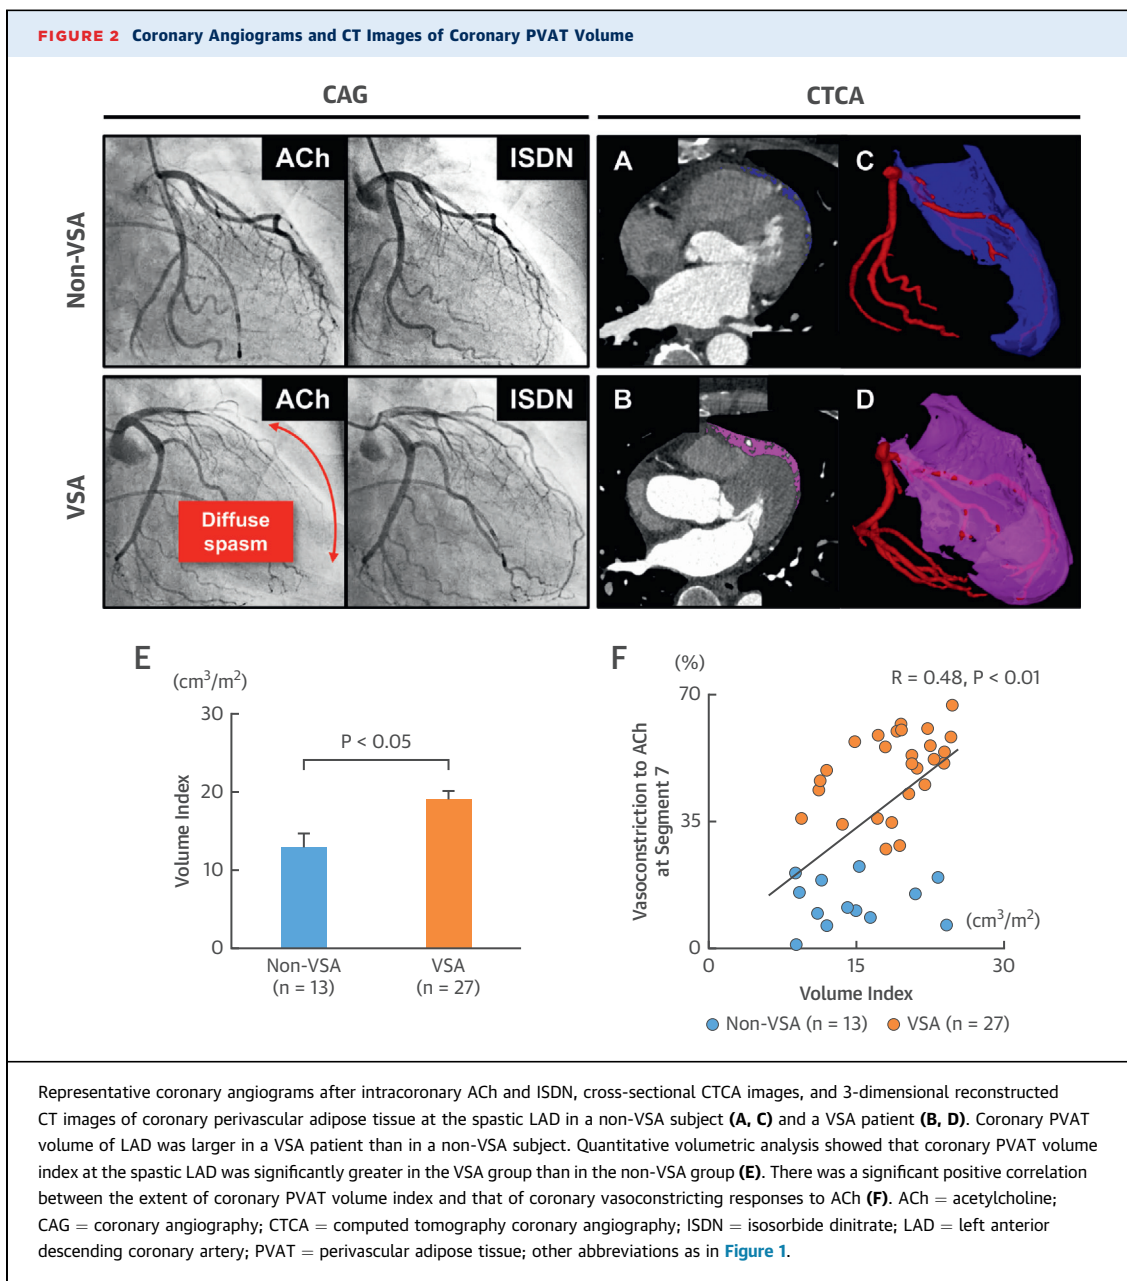 FIGURE 2 Coronary Angiograms and CT Images of Coronary PVAT Volume
CAG
CTCA
Non-VSA
ACh
ISDN
A
C
VSA
ACh
ISDN
Diffuse
spasm
B
D
E
(cm³/m²)
Volume Index
30
20
10
0
P < 0.05
Non-VSA
(n = 13)
VSA
(n = 27)
F
(%)
R = 0.48, P < 0.01
Vasoconstriction to ACh
at Segment 7
70
35
0
(cm³/m²)
0
15
30
Volume Index
Non-VSA (n = 13) VSA (n = 27)
Representative coronary angiograms after intracoronary ACh and ISDN, cross-sectional CTCA images, and 3-dimensional reconstructed
CT images of coronary perivascular adipose tissue at the spastic LAD in a non-VSA subject (A, C) and a VSA patient (B, D). Coronary PVAT
volume of LAD was larger in a VSA patient than in a non-VSA subject. Quantitative volumetric analysis showed that coronary PVAT volume
index at the spastic LAD was significantly greater in the VSA group than in the non-VSA group (E). There was a significant positive correlation
between the extent of coronary PVAT volume index and that of coronary vasoconstricting responses to ACh (F). ACh = acetylcholine;
CAG = coronary angiography; CTCA = computed tomography coronary angiography; ISDN = isosorbide dinitrate; LAD = left anterior
descending coronary artery; PVAT = perivascular adipose tissue; other abbreviations as in Figure 1.